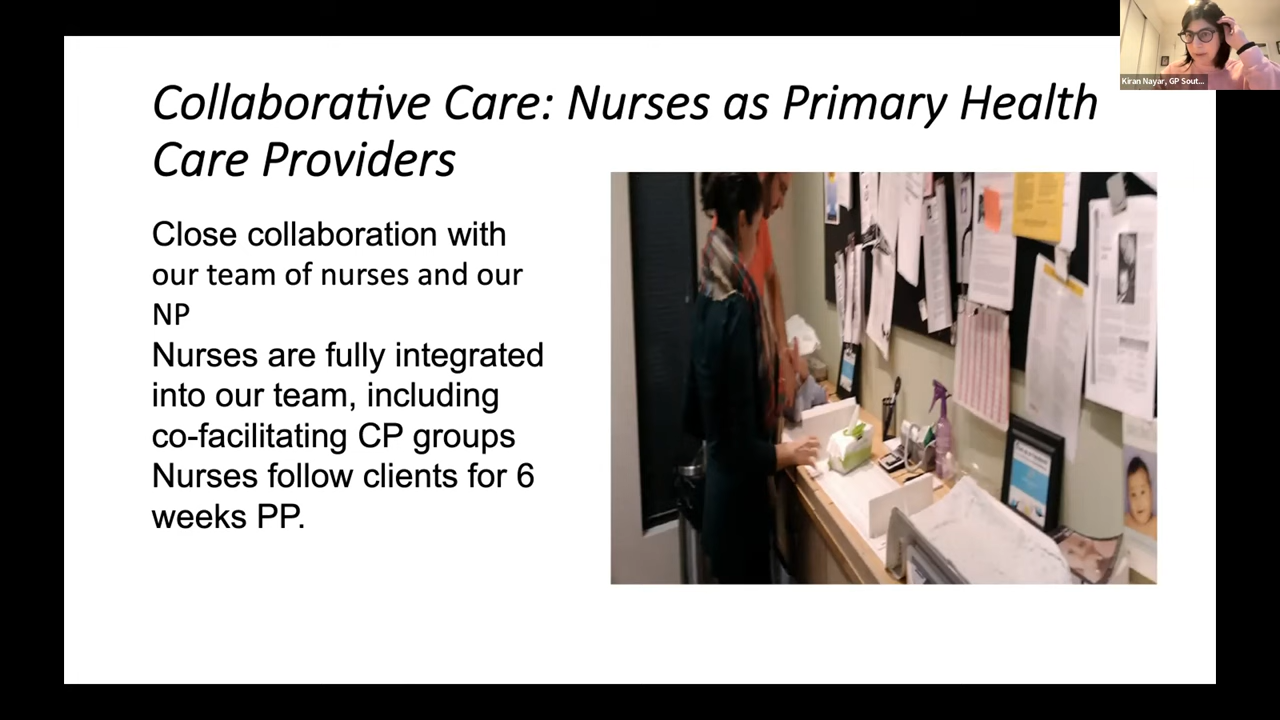 Collaborative Care: Nurses as Primary Health
Care Providers
Close collaboration with
our team of nurses and our
NP
Nurses are fully integrated
into our team, including
co-facilitating CP groups
Nurses follow clients for 6
weeks PP.
Kiran Nayar, GP Sout...